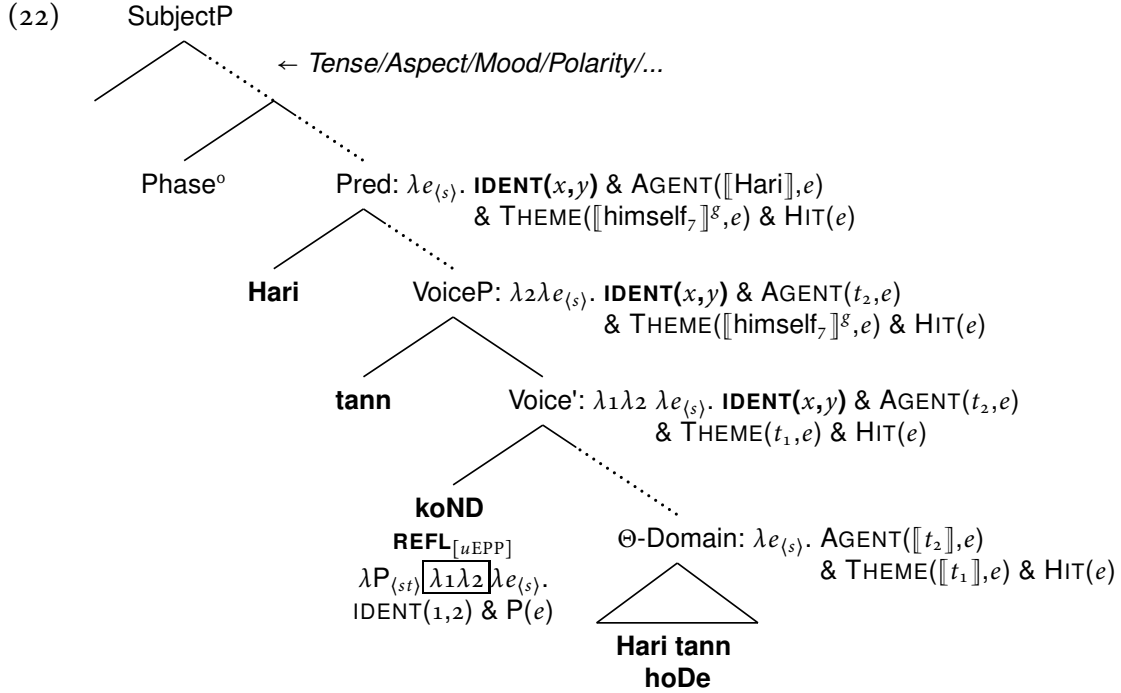 (22) SubjectP
← Tense/Aspect/Mood/Polarity/...
Phase⁰ Pred: λe⟨s⟩. IDENT(x,y) & AGENT(⟦Hari⟧,e)
& THEME(⟦himself₇⟧ᵍ,e) & HIT(e)
Hari VoiceP: λ2λe⟨s⟩. IDENT(x,y) & AGENT(t₂,e)
& THEME(⟦himself₇⟧ᵍ,e) & HIT(e)
tann Voice': λ1λ2 λe⟨s⟩. IDENT(x,y) & AGENT(t₂,e)
& THEME(t₁,e) & HIT(e)
koND
REFL[uEPP] Θ-Domain: λe⟨s⟩. AGENT(⟦t₂⟧,e)
λP⟨st⟩ λ1λ2 λe⟨s⟩. & THEME(⟦t₁⟧,e) & HIT(e)
IDENT(1,2) & P(e)
Hari tann
hoDe